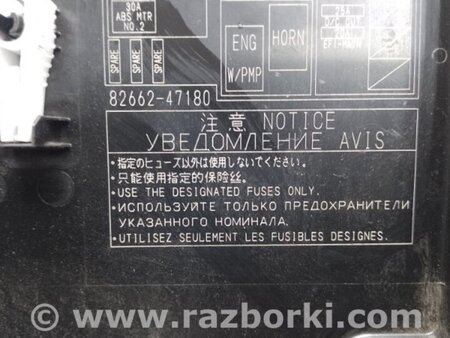 30A
ABS MTR
NO.2
SPARE
SPARE
SPARE
ENG
W/PMP
HORN
25A
82662-47180
注意 NOTICE
УВЕДОМЛЕНИЕ AVIS
・指定のヒューズ以外は使用しないでください。
・只能使用指定的保险丝。
・USE THE DESIGNATED FUSES ONLY.
・ИСПОЛЬЗУЙТЕ ТОЛЬКО ПРЕДОХРАНИТЕЛИ
УКАЗАННОГО НОМИНАЛА.
・UTILISEZ SEULEMENT LES FUSIBLES DESIGNES.
www.razborki.com